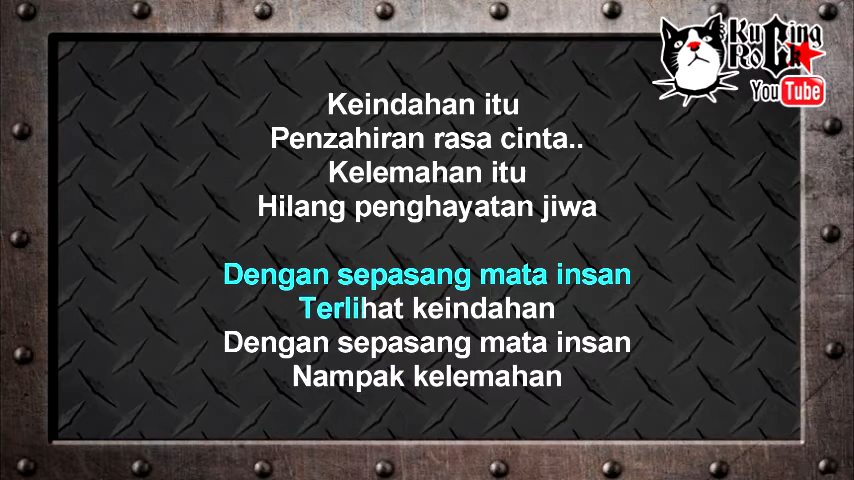 Kucing
Rock
YouTube
Keindahan itu
Penzahiran rasa cinta..
Kelemahan itu
Hilang penghayatan jiwa
Dengan sepasang mata insan
Terlihat keindahan
Dengan sepasang mata insan
Nampak kelemahan